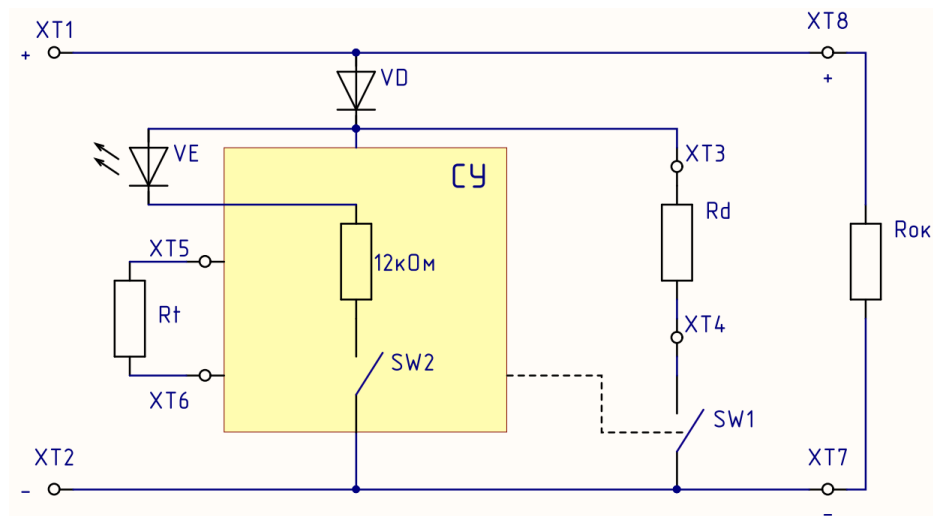 XT1
XT8
+
+
VD
VE
XT3
СУ
Rd
Rок
XT5
12кОм
Rt
XT4
SW2
XT6
SW1
XT2
XT7
-
-